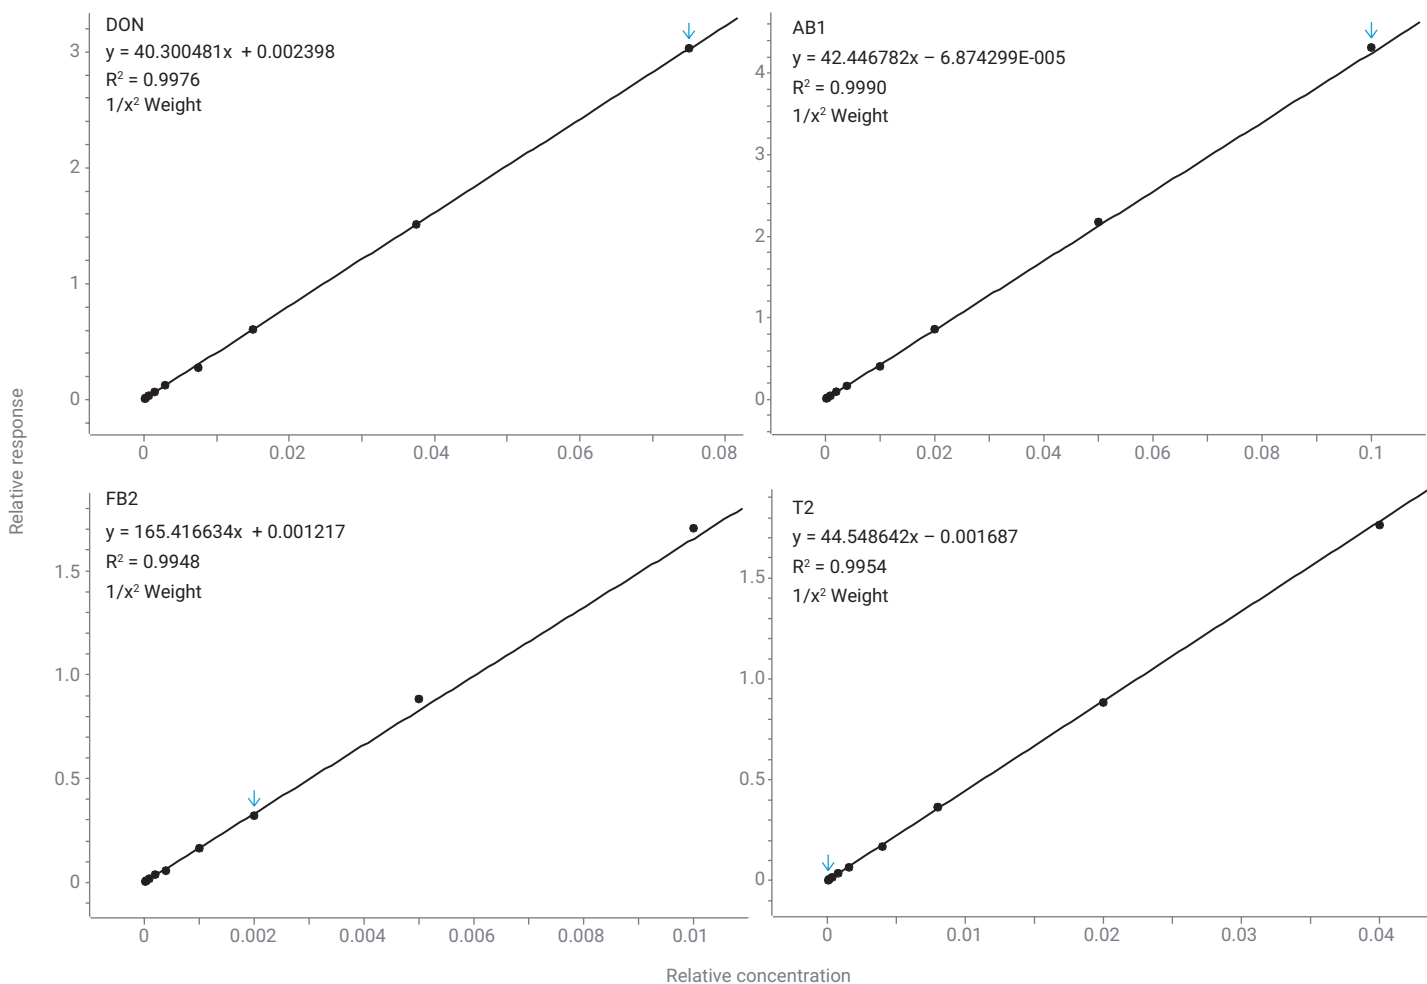 DON
y = 40.300481x + 0.002398
R² = 0.9976
1/x² Weight
3
2
1
0
0
0.02
0.04
0.06
0.08
AB1
y = 42.446782x – 6.874299E-005
R² = 0.9990
1/x² Weight
4
3
2
1
0
0
0.02
0.04
0.06
0.08
0.1
FB2
y = 165.416634x + 0.001217
R² = 0.9948
1/x² Weight
1.5
1.0
0.5
0
0
0.002
0.004
0.006
0.008
0.01
T2
y = 44.548642x – 0.001687
R² = 0.9954
1/x² Weight
1.5
1.0
0.5
0
0
0.01
0.02
0.03
0.04
Relative response
Relative concentration